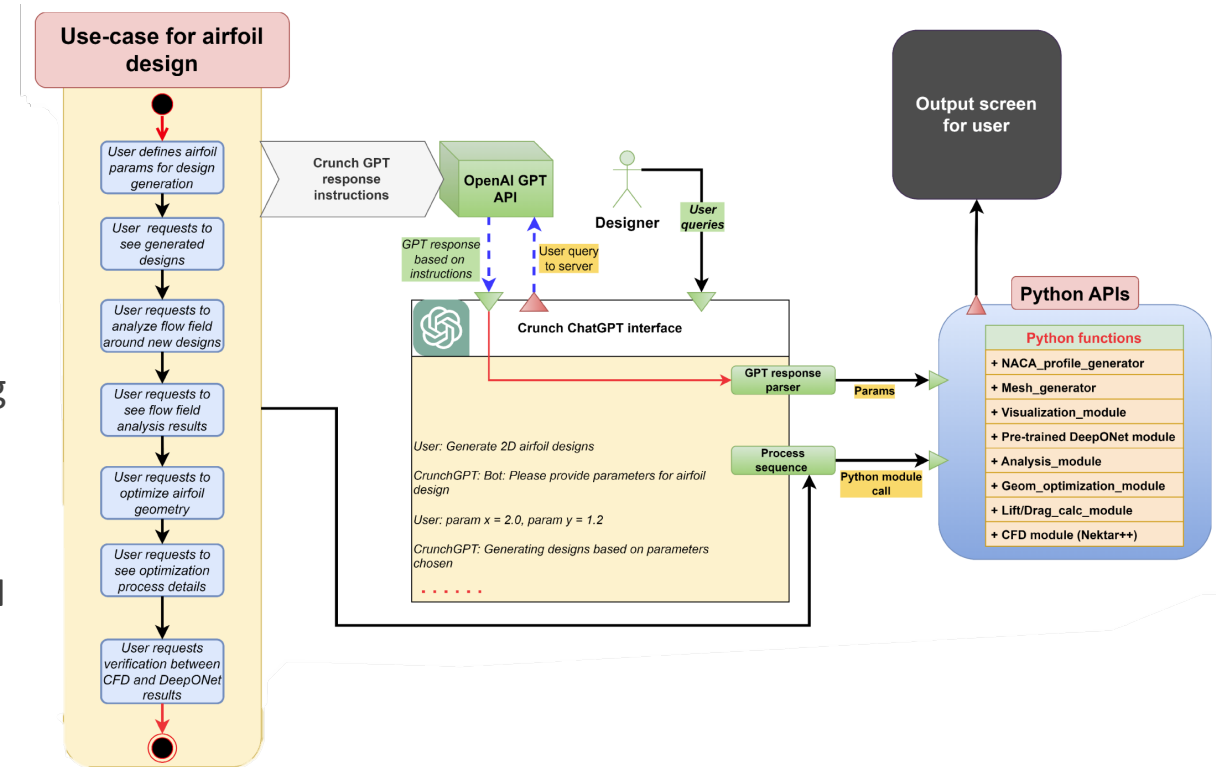 Use-case for airfoil
design
User defines airfoil
params for design
generation
User requests to
see generated
designs
User requests to
analyze flow field
around new designs
User requests to
see flow field
analysis results
User requests to
optimize airfoil
geometry
User requests to
see optimization
process details
User requests
verification between
CFD and DeepONet
results
Crunch GPT
response
instructions
OpenAI GPT
API
Designer
User
queries
GPT response
based on
instructions
User query
to server
Crunch ChatGPT interface
GPT response
parser
Params
User: Generate 2D airfoil designs
CrunchGPT: Bot: Please provide parameters for airfoil
design
User: param x = 2.0, param y = 1.2
CrunchGPT: Generating designs based on parameters
chosen
. . . . . .
Process
sequence
Python module
call
Output screen
for user
Python APIs
Python functions
+ NACA_profile_generator
+ Mesh_generator
+ Visualization_module
+ Pre-trained DeepONet module
+ Analysis_module
+ Geom_optimization_module
+ Lift/Drag_calc_module
+ CFD module (Nektar++)
g